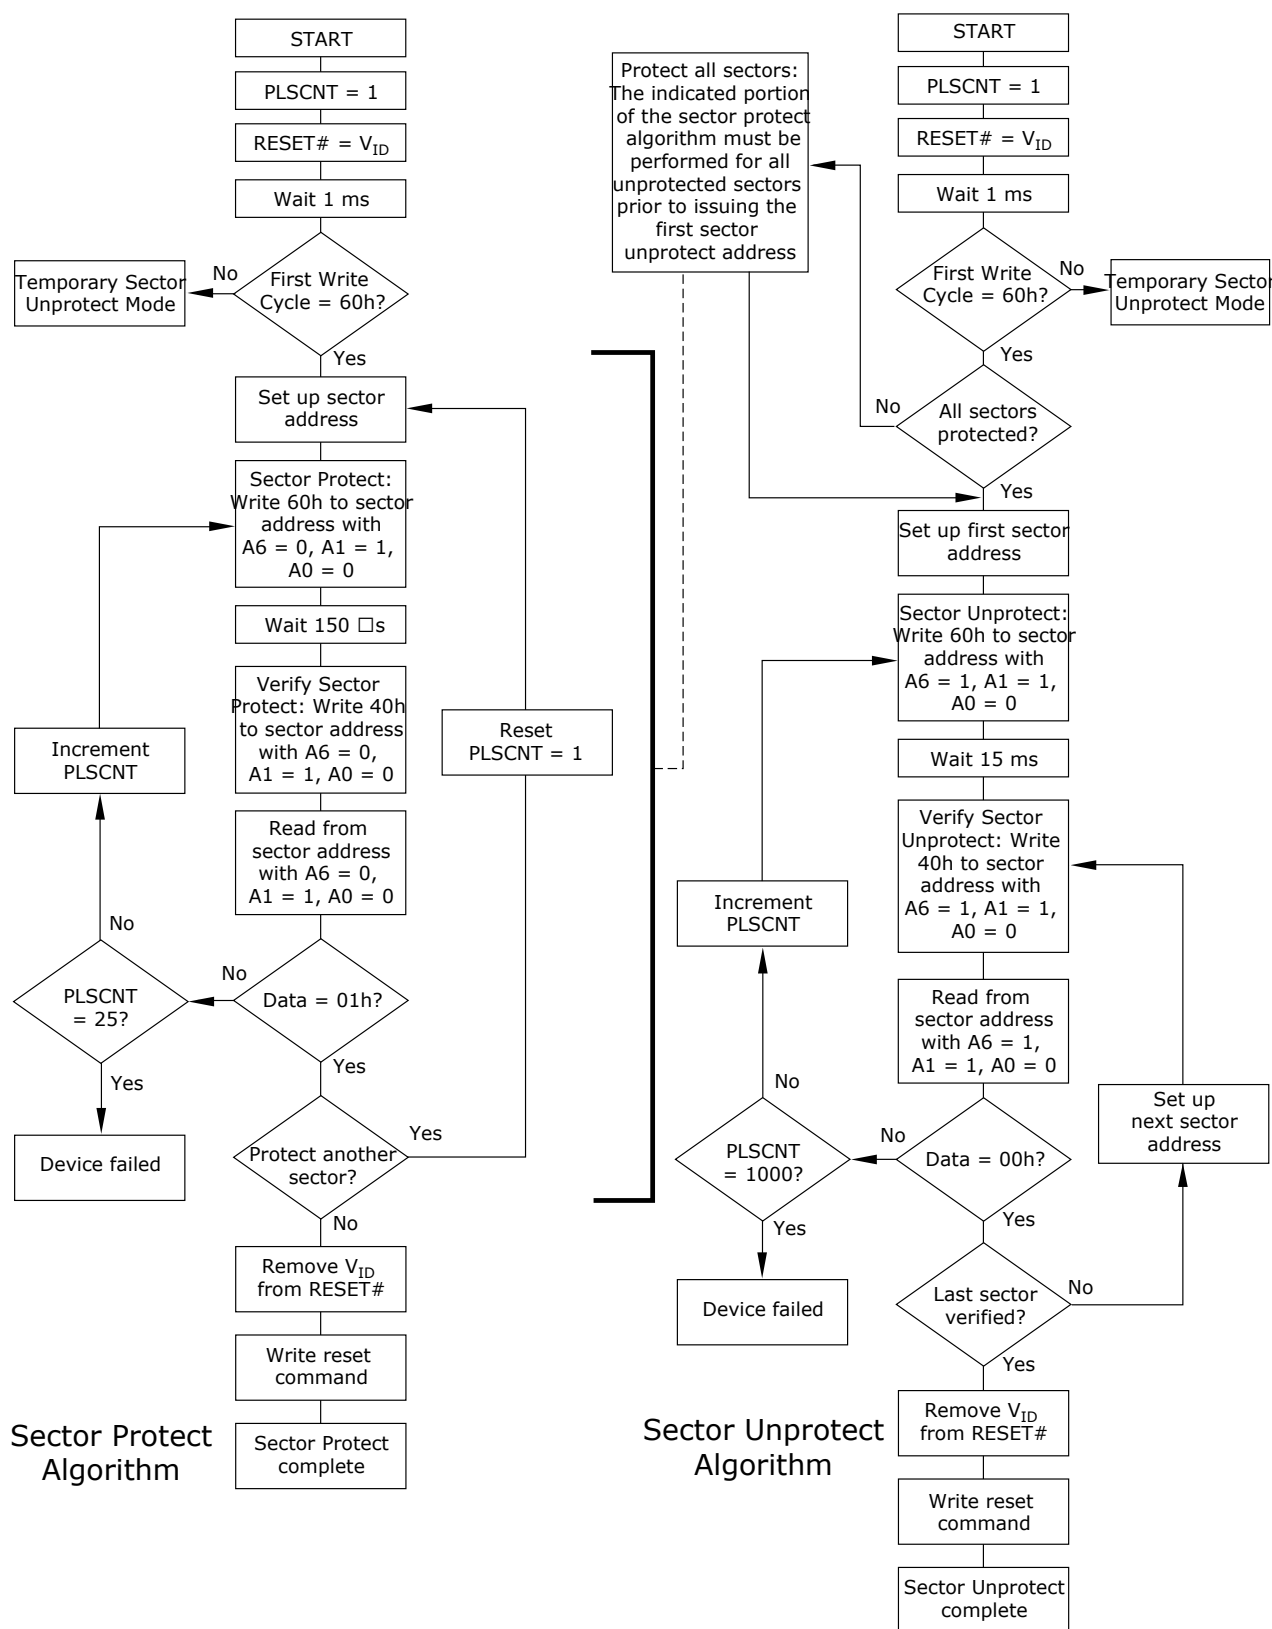 START
PLSCNT = 1
RESET# = VID
Wait 1 ms
First Write
Cycle = 60h?
No
Temporary Sector
Unprotect Mode
Yes
Set up sector
address
Sector Protect:
Write 60h to sector
address with
A6 = 0, A1 = 1,
A0 = 0
Wait 150 □s
Verify Sector
Protect: Write 40h
to sector address
with A6 = 0,
A1 = 1, A0 = 0
Reset
PLSCNT = 1
Increment
PLSCNT
Read from
sector address
with A6 = 0,
A1 = 1, A0 = 0
No
PLSCNT
= 25?
No
Data = 01h?
Yes
Yes
Device failed
Protect another
sector?
Yes
No
Remove VID
from RESET#
Write reset
command
Sector Protect
complete
Sector Protect
Algorithm
Protect all sectors:
The indicated portion
of the sector protect
algorithm must be
performed for all
unprotected sectors
prior to issuing the
first sector
unprotect address
START
PLSCNT = 1
RESET# = VID
Wait 1 ms
First Write
Cycle = 60h?
No
Temporary Sector
Unprotect Mode
Yes
No
All sectors
protected?
Yes
Set up first sector
address
Sector Unprotect:
Write 60h to sector
address with
A6 = 1, A1 = 1,
A0 = 0
Wait 15 ms
Verify Sector
Unprotect: Write
40h to sector
address with
A6 = 1, A1 = 1,
A0 = 0
Increment
PLSCNT
Read from
sector address
with A6 = 1,
A1 = 1, A0 = 0
No
Set up
next sector
address
PLSCNT
= 1000?
No
Data = 00h?
Yes
Yes
Device failed
Last sector
verified?
No
Yes
Remove VID
from RESET#
Write reset
command
Sector Unprotect
complete
Sector Unprotect
Algorithm